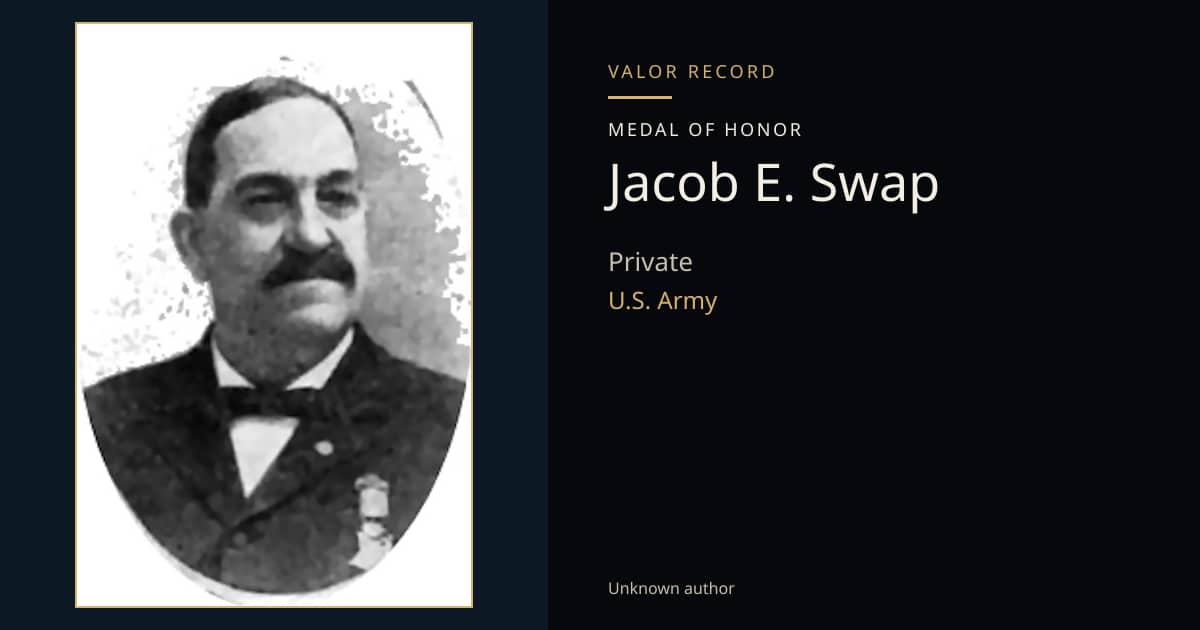 VALOR RECORD
MEDAL OF HONOR
Jacob E. Swap
Private
U.S. Army
Unknown author